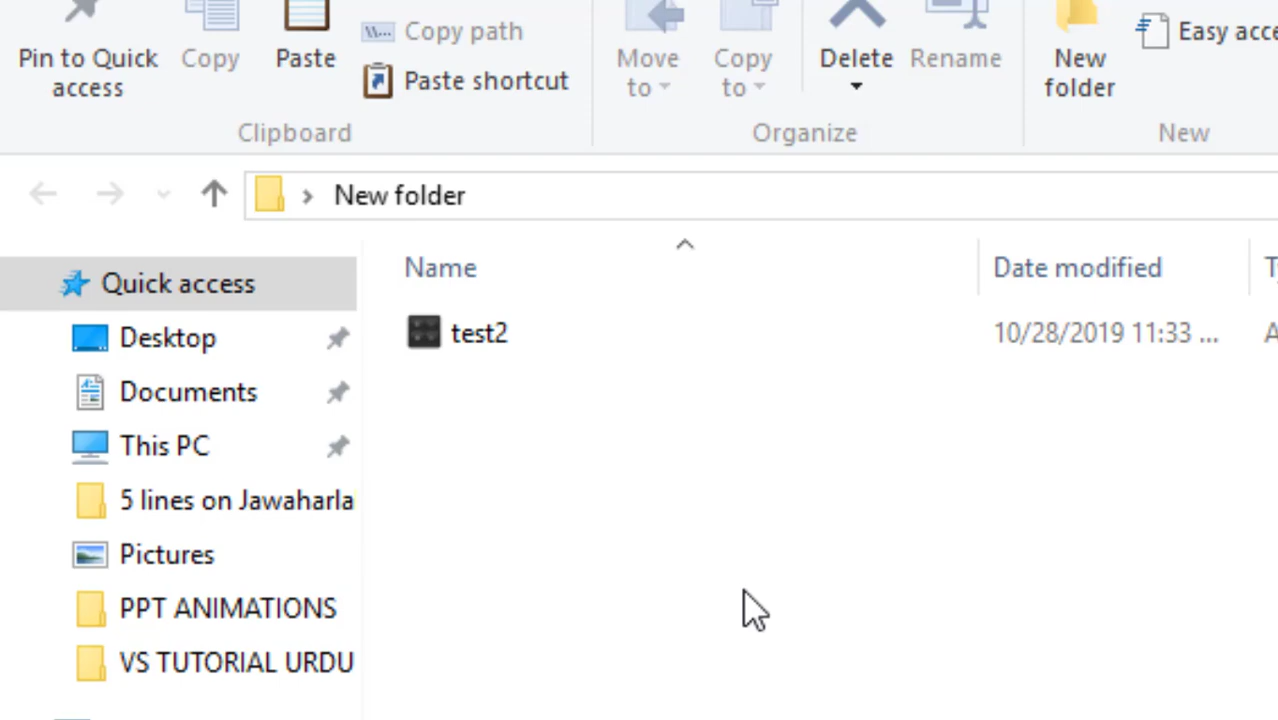 Pin to Quick access
Copy
Paste
Copy path
Paste shortcut
Move to
Copy to
Delete
Rename
New folder
Easy acce
Clipboard
Organize
New
New folder
Name
Date modified
T
Quick access
test2
10/28/2019 11:33 ...
A
Desktop
Documents
This PC
5 lines on Jawaharla
Pictures
PPT ANIMATIONS
VS TUTORIAL URDU